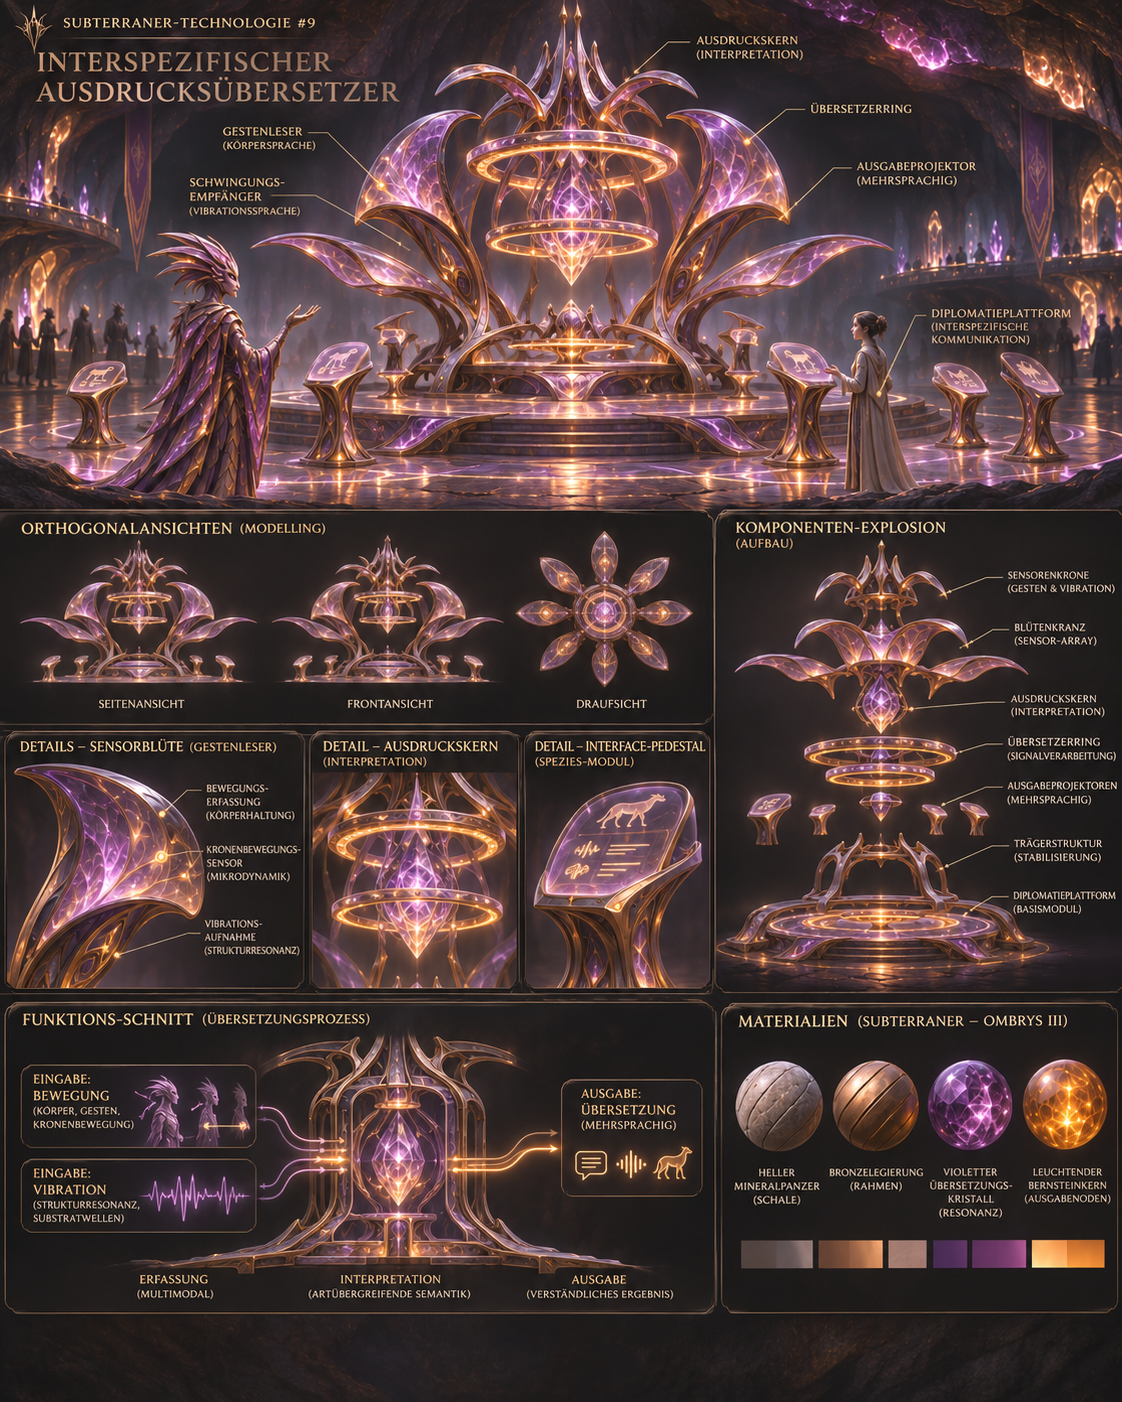 SUBTERRANER-TECHNOLOGIE #9
INTERSPEZIFISCHER
AUSDRUCKSÜBERSETZER
AUSDRUCKSKERN
(INTERPRETATION)
ÜBERSETZERRING
GESTENLESER
(KÖRPERSPRACHE)
AUSGABEPROJEKTOR
(MEHRSPRACHIG)
SCHWINGUNGS-
EMPFÄNGER
(VIBRATIONSSPRACHE)
DIPLOMATIEPLATTFORM
(INTERSPEZIFISCHE
KOMMUNIKATION)
ORTHOGONALANSICHTEN (MODELLING)
SEITENANSICHT
FRONTANSICHT
DRAUFSICHT
KOMPONENTEN-EXPLOSION
(AUFBAU)
SENSORENKRONE
(GESTEN & VIBRATION)
BLÜTENKRANZ
(SENSOR-ARRAY)
AUSDRUCKSKERN
(INTERPRETATION)
ÜBERSETZERRING
(SIGNALVERARBEITUNG)
AUSGABEPROJEKTOREN
(MEHRSPRACHIG)
TRÄGERSTRUKTUR
(STABILISIERUNG)
DIPLOMATIEPLATTFORM
(BASISMODUL)
DETAILS – SENSORBLÜTE (GESTENLESER)
BEWEGUNGS-
ERFASSUNG
(KÖRPERHALTUNG)
KRONENBEWEGUNGS-
SENSOR
(MIKRODYNAMIK)
VIBRATIONS-
AUFNAHME
(STRUKTURRESONANZ)
DETAIL – AUSDRUCKSKERN
(INTERPRETATION)
DETAIL – INTERFACE-PEDESTAL
(SPEZIES-MODUL)
FUNKTIONS-SCHNITT (ÜBERSETZUNGSPROZESS)
EINGABE:
BEWEGUNG
(KÖRPER, GESTEN,
KRONENBEWEGUNG)
EINGABE:
VIBRATION
(STRUKTURRESONANZ,
SUBSTRATWELLEN)
AUSGABE:
ÜBERSETZUNG
(MEHRSPRACHIG)
ERFASSUNG
(MULTIMODAL)
INTERPRETATION
(ARTÜBERGREIFENDE SEMANTIK)
AUSGABE
(VERSTÄNDLICHES ERGEBNIS)
MATERIALIEN (SUBTERRANER – OMBRYS III)
HELLER
MINERALPANZER
(SCHALE)
BRONZELEGIERUNG
(RAHMEN)
VIOLETTER
ÜBERSETZUNGS-
KRISTALL
(RESONANZ)
LEUCHTENDER
BERNSTEINKERN
(AUSGABENODEN)